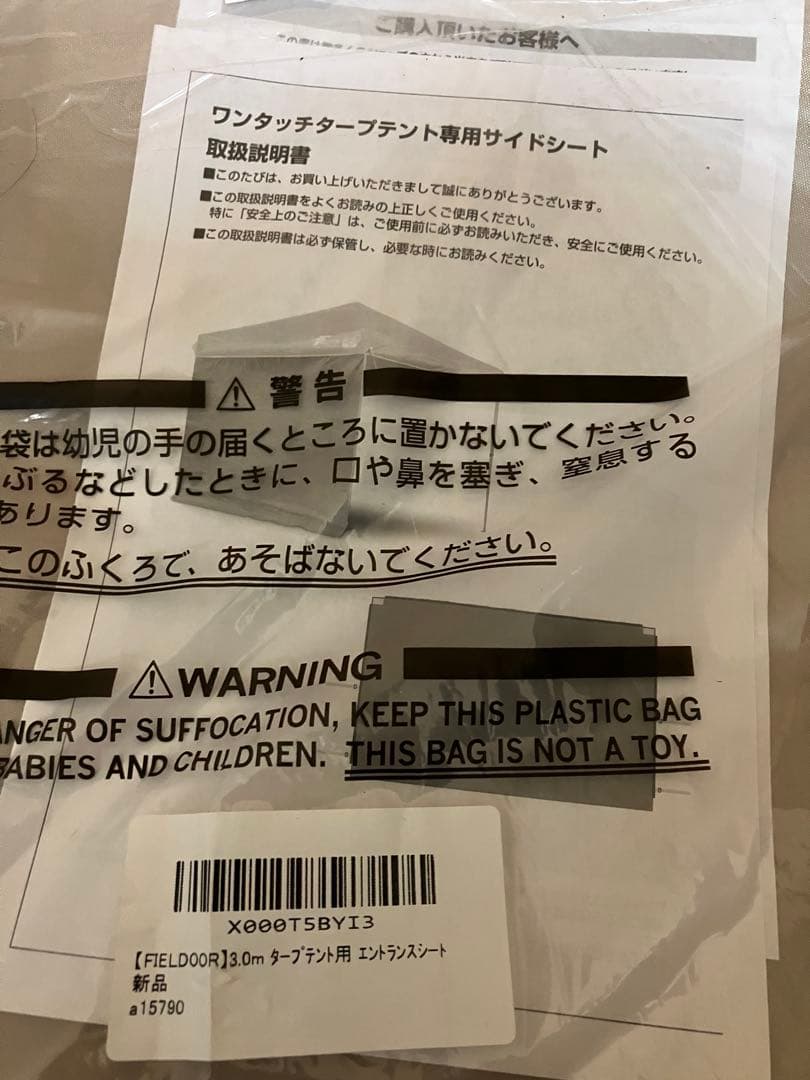 ご購入頂いたお客様へ
ワンタッチタープテント専用サイドシート
取扱説明書
■このたびは、お買い上げいただきまして誠にありがとうございます。
■この取扱説明書をよくお読みの上正しくご使用ください。
特に「安全上のご注意」は、ご使用前に必ずお読みいただき、安全にご使用ください。
■この取扱説明書は必ず保管し、必要な時にお読みください。
⚠ 警告
袋は幼児の手の届くところに置かないでください。
ぶるなどしたときに、口や鼻を塞ぎ、窒息する
あります。
このふくろで、あそばないでください。
⚠WARNING
ANGER OF SUFFOCATION, KEEP THIS PLASTIC BAG
BABIES AND CHILDREN. THIS BAG IS NOT A TOY.
X000T5BYI3
【FIELDOOR】3.0m タープテント用 エントランスシート
新品
a15790